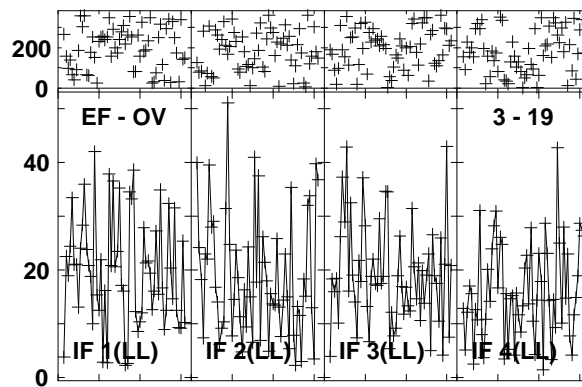 200
0
EF - OV
3 - 19
40
20
IF 1(LL)
IF 2(LL)
IF 3(LL)
IF 4(LL)
0